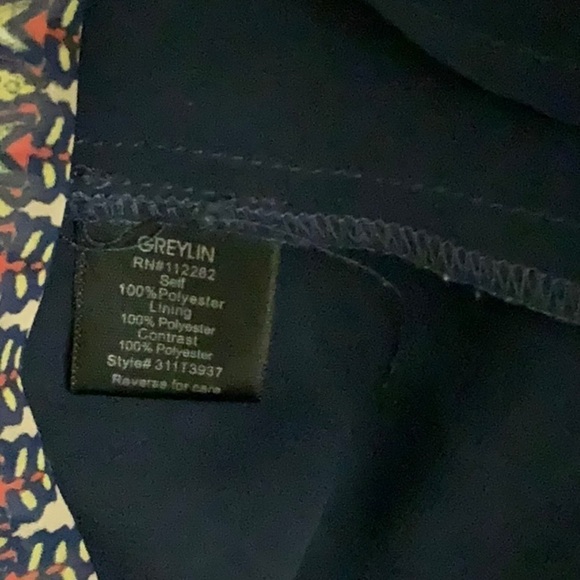 GREYLIN
RN#112282
Self
100%Polyester
Lining
100% Polyester
Contrast
100% Polyester
Style# 311T3937
Reverse for care